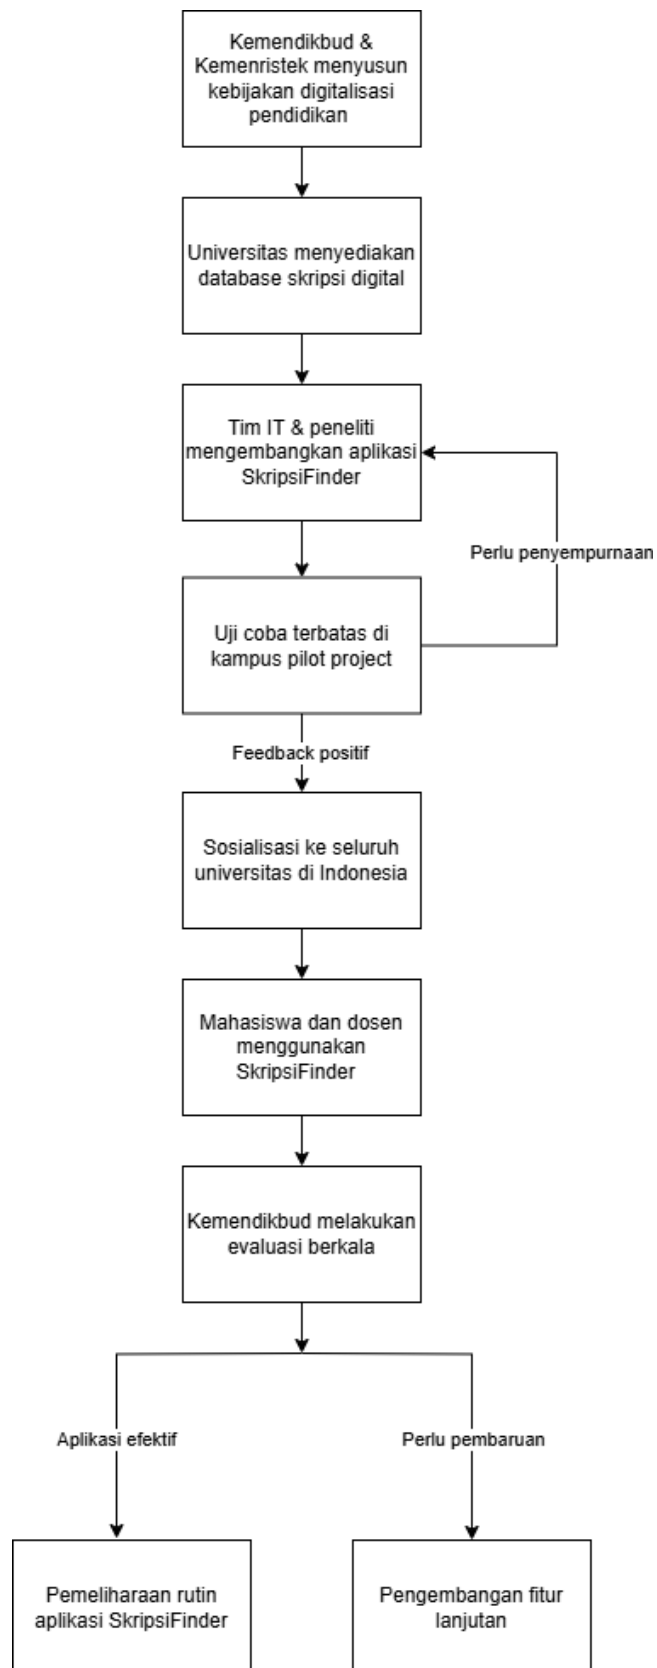 Kemendikbud &
Kemenristek menyusun
kebijakan digitalisasi
pendidikan
Universitas menyediakan
database skripsi digital
Tim IT & peneliti
mengembangkan aplikasi
SkripsiFinder
Perlu penyempurnaan
Uji coba terbatas di
kampus pilot project
Feedback positif
Sosialisasi ke seluruh
universitas di Indonesia
Mahasiswa dan dosen
menggunakan
SkripsiFinder
Kemendikbud melakukan
evaluasi berkala
Aplikasi efektif
Perlu pembaruan
Pemeliharaan rutin
aplikasi SkripsiFinder
Pengembangan fitur
lanjutan